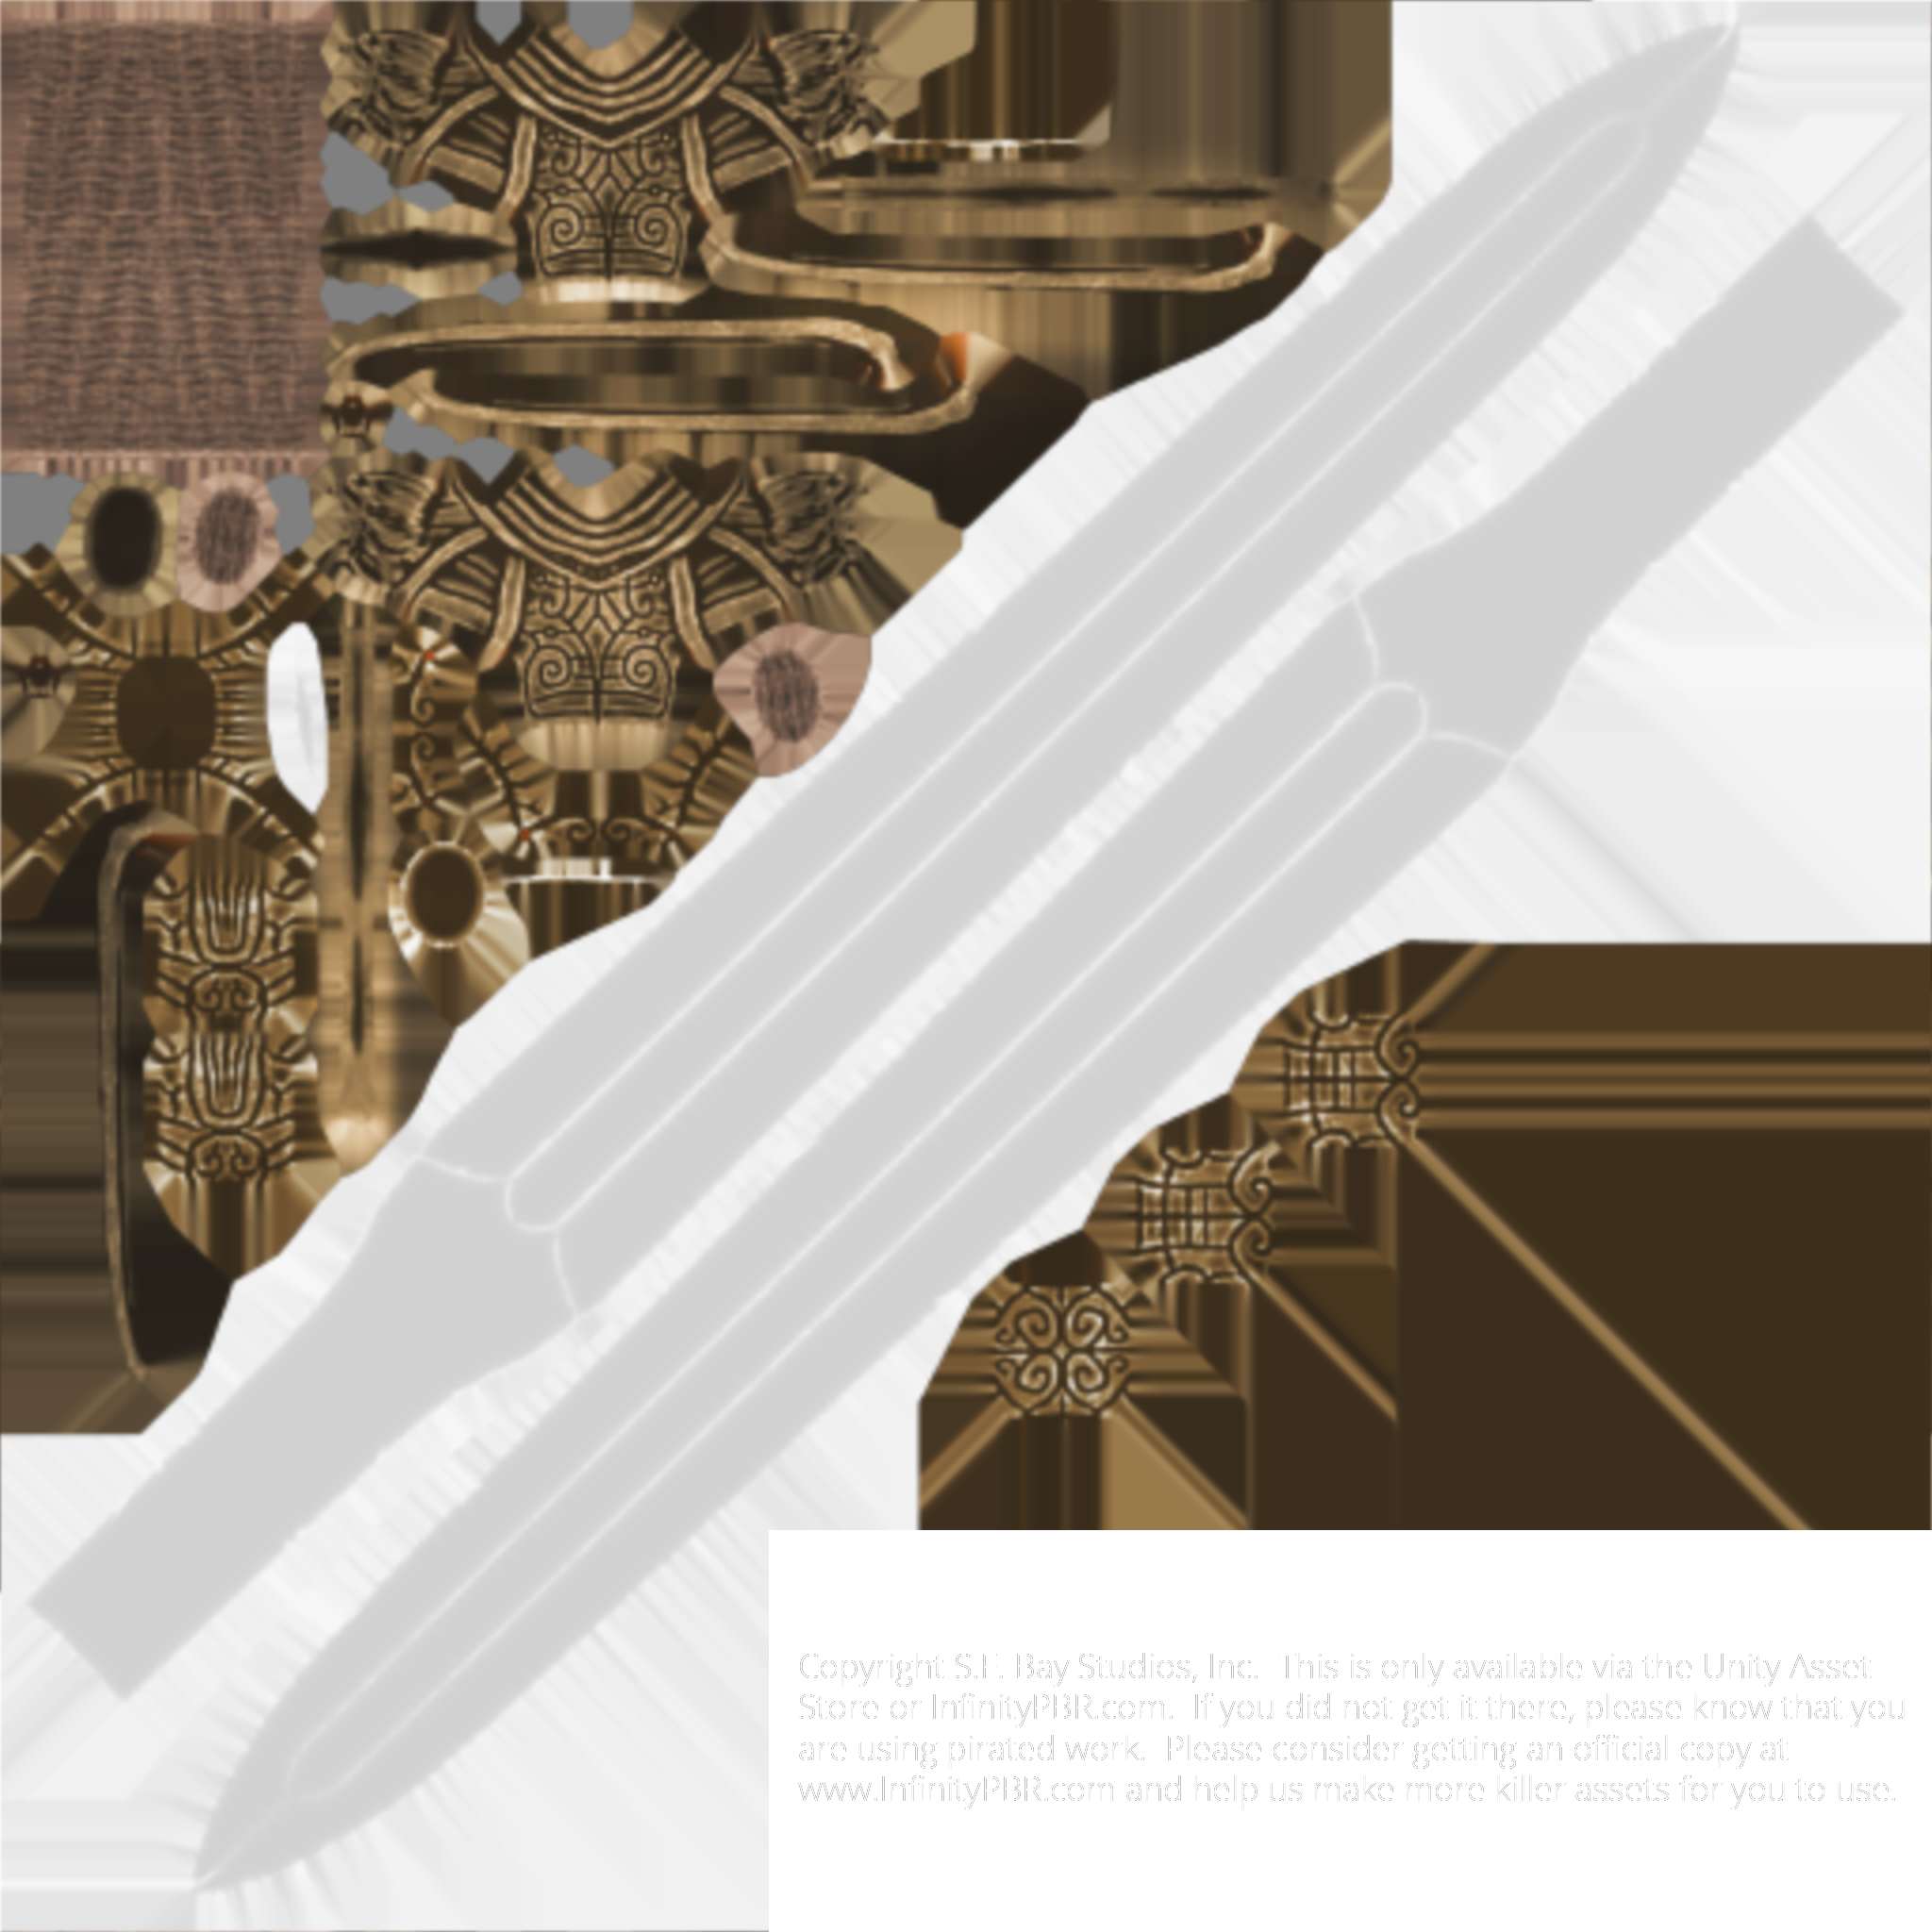 Copyright S.F. Bay Studios, Inc.  This is only available via the Unity Asset
Store or InfinityPBR.com.  If you did not get it there, please know that you
are using pirated work.  Please consider getting an official copy at
www.InfinityPBR.com and help us make more killer assets for you to use.